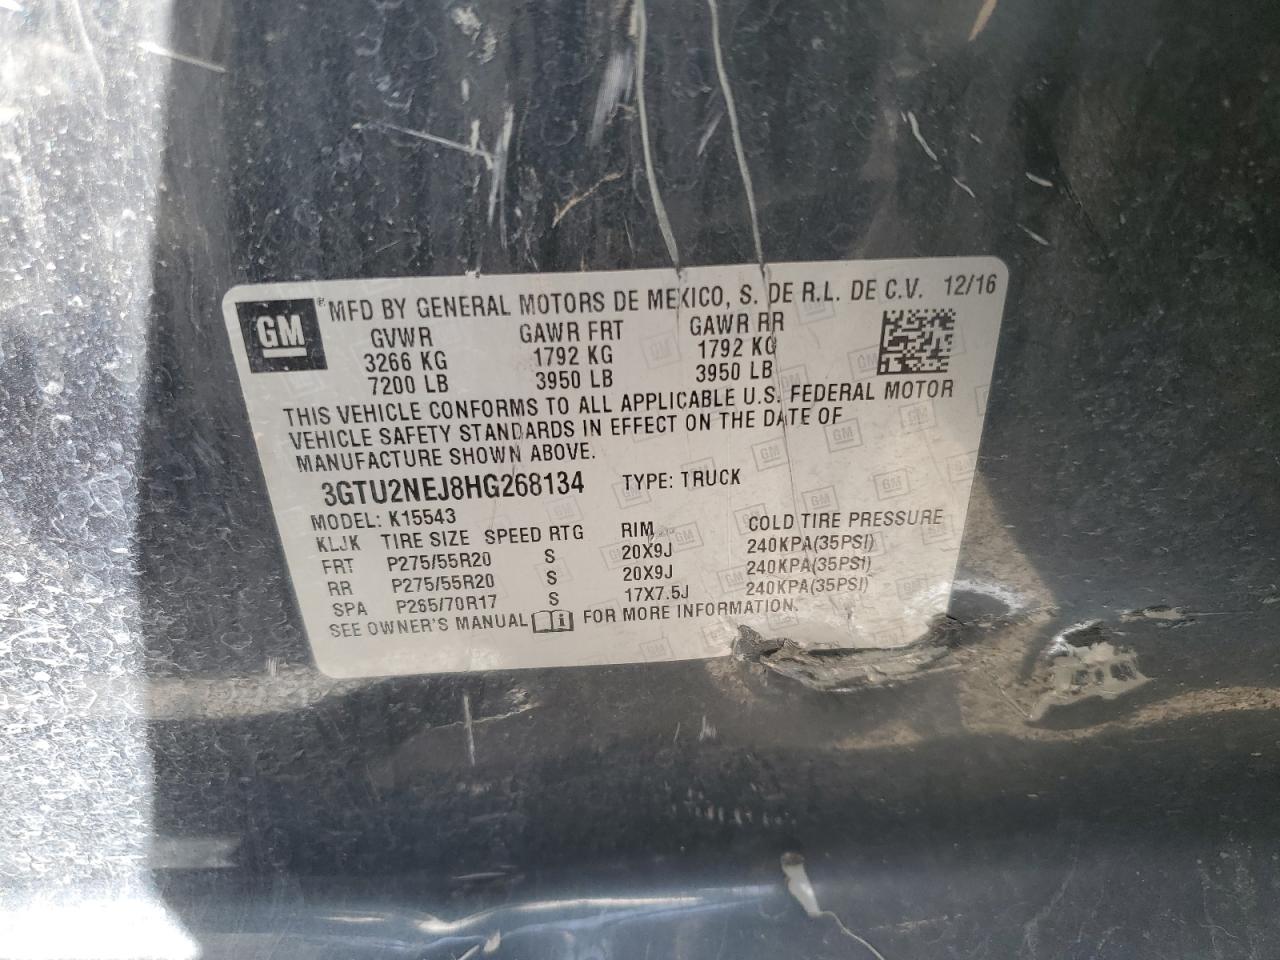 GM ® MFD BY GENERAL MOTORS DE MEXICO, S. DE R.L. DE C.V. 12/16
GVWR GAWR FRT GAWR RR
3266 KG 1792 KG 1792 KG
7200 LB 3950 LB 3950 LB
THIS VEHICLE CONFORMS TO ALL APPLICABLE U.S. FEDERAL MOTOR
VEHICLE SAFETY STANDARDS IN EFFECT ON THE DATE OF
MANUFACTURE SHOWN ABOVE.
3GTU2NEJ8HG268134 TYPE: TRUCK
MODEL: K15543
KLJK TIRE SIZE SPEED RTG RIM COLD TIRE PRESSURE
FRT P275/55R20 S 20X9J 240KPA(35PSI)
RR P275/55R20 S 20X9J 240KPA(35PSI)
SPA P265/70R17 S 17X7.5J 240KPA(35PSI)
SEE OWNER'S MANUAL i FOR MORE INFORMATION.